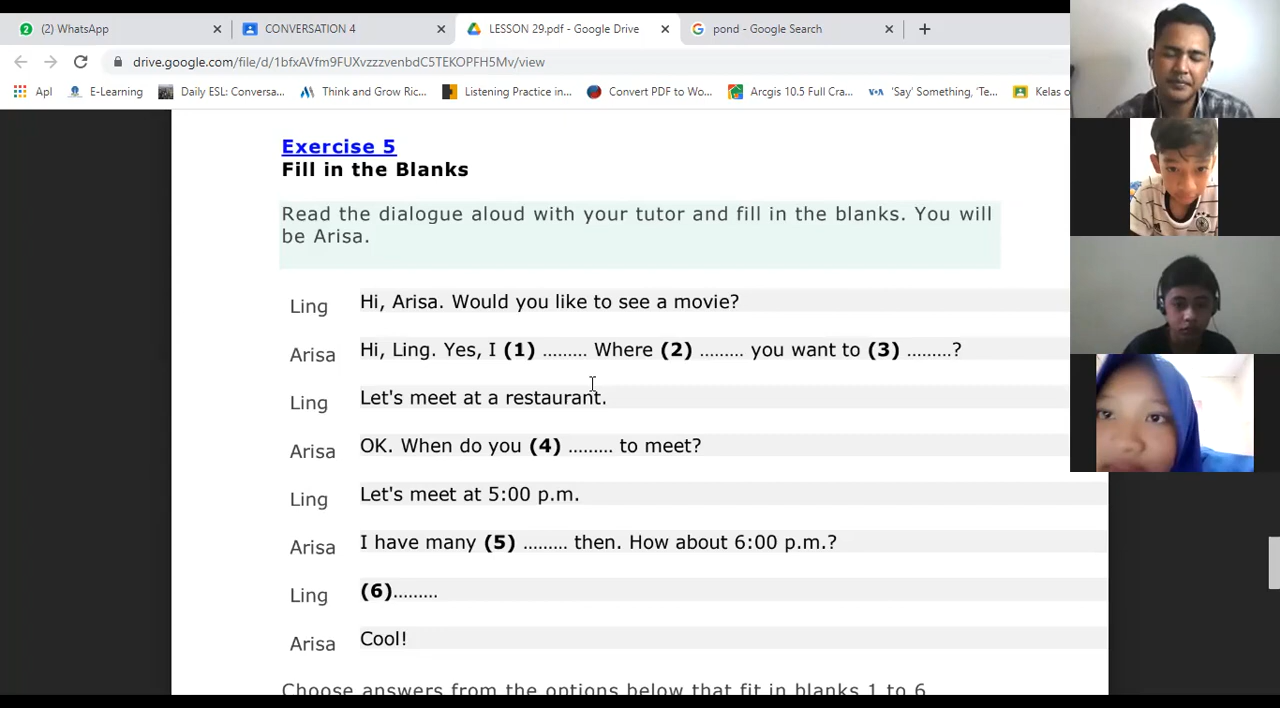 2 (2) WhatsApp CONVERSATION 4 LESSON 29.pdf - Google Drive G pond - Google Search
drive.google.com/file/d/1bfxAVfm9FUXvzzzvenbdC5TEKOPFH5Mv/view
Apl E-Learning Daily ESL: Conversa... Think and Grow Ric... Listening Practice in... Convert PDF to Wo... Arcgis 10.5 Full Cra... VOA 'Say' Something, 'Te... Kelas o
Exercise 5
Fill in the Blanks
Read the dialogue aloud with your tutor and fill in the blanks. You will
be Arisa.
Ling Hi, Arisa. Would you like to see a movie?
Arisa Hi, Ling. Yes, I (1) ......... Where (2) ......... you want to (3) .........?
Ling Let's meet at a restaurant.
Arisa OK. When do you (4) ......... to meet?
Ling Let's meet at 5:00 p.m.
Arisa I have many (5) ......... then. How about 6:00 p.m.?
Ling (6).........
Arisa Cool!
Choose answers from the options below that fit in blanks 1 to 6